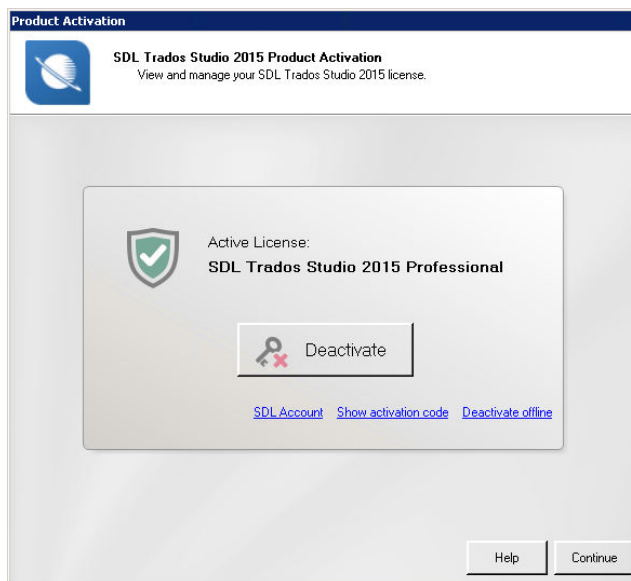 Product Activation
SDL Trados Studio 2015 Product Activation
View and manage your SDL Trados Studio 2015 license.
Active License:
SDL Trados Studio 2015 Professional
Deactivate
SDL Account Show activation code Deactivate offline
Help Continue